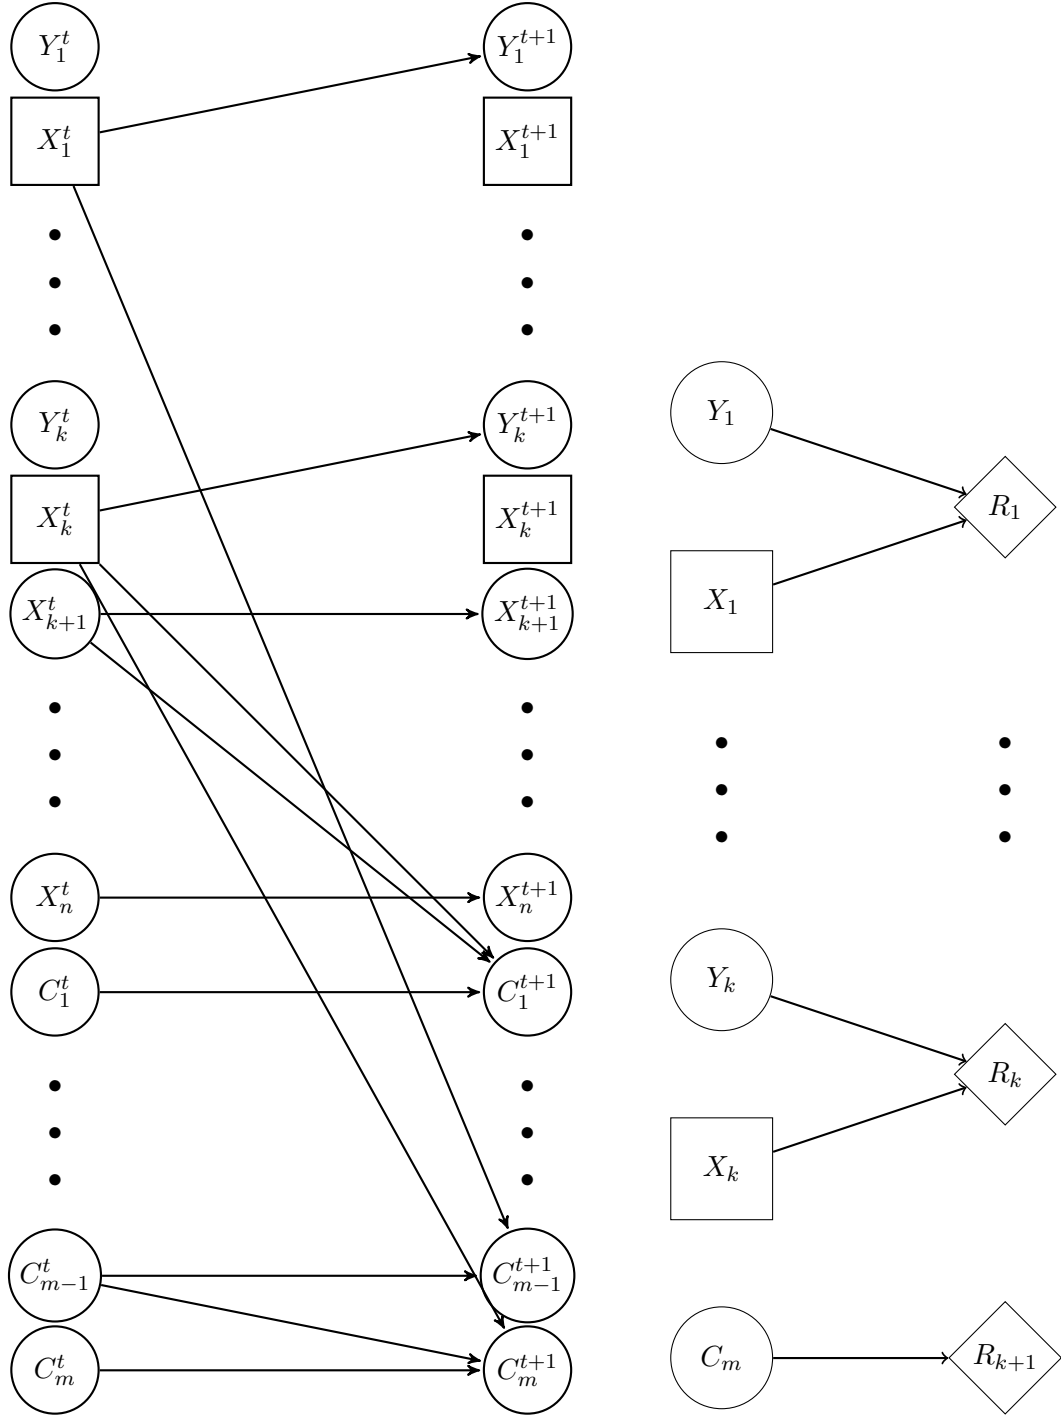 $Y_1^t$
$Y_1^{t+1}$
$X_1^t$
$X_1^{t+1}$
$Y_k^t$
$Y_k^{t+1}$
$X_k^t$
$X_k^{t+1}$
$X_{k+1}^t$
$X_{k+1}^{t+1}$
$X_n^t$
$X_n^{t+1}$
$C_1^t$
$C_1^{t+1}$
$C_{m-1}^t$
$C_{m-1}^{t+1}$
$C_m^t$
$C_m^{t+1}$
$Y_1$
$R_1$
$X_1$
$Y_k$
$R_k$
$X_k$
$C_m$
$R_{k+1}$